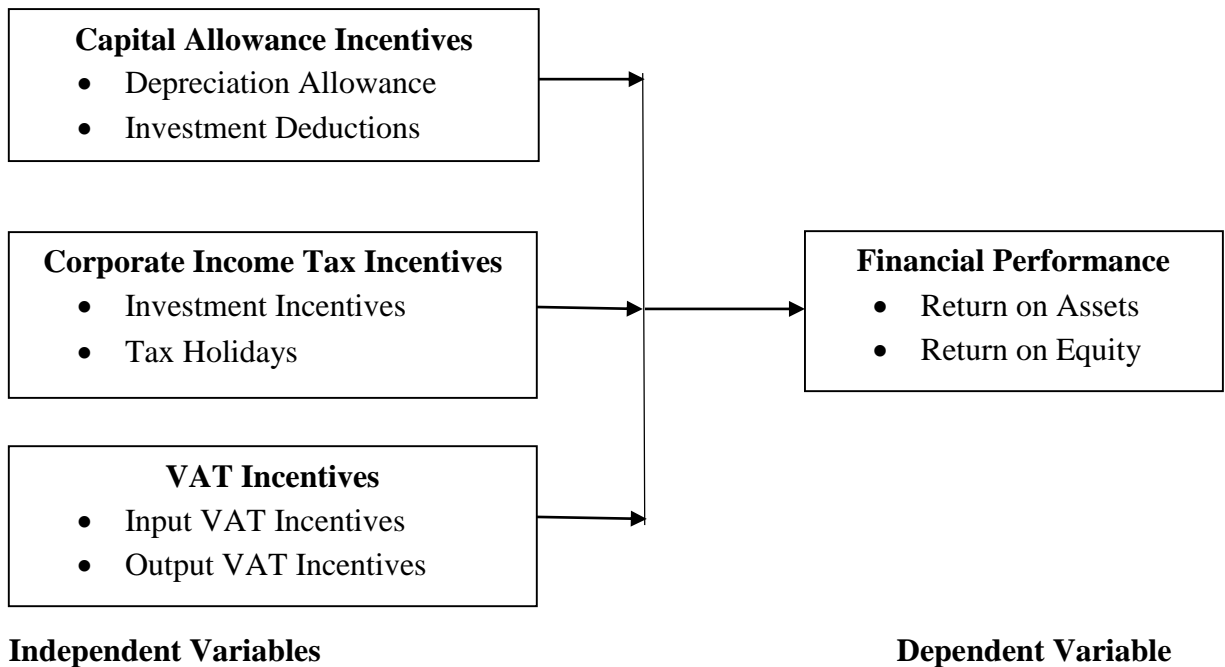 Capital Allowance Incentives
• Depreciation Allowance
• Investment Deductions
Corporate Income Tax Incentives
• Investment Incentives
• Tax Holidays
Financial Performance
• Return on Assets
• Return on Equity
VAT Incentives
• Input VAT Incentives
• Output VAT Incentives
Independent Variables
Dependent Variable